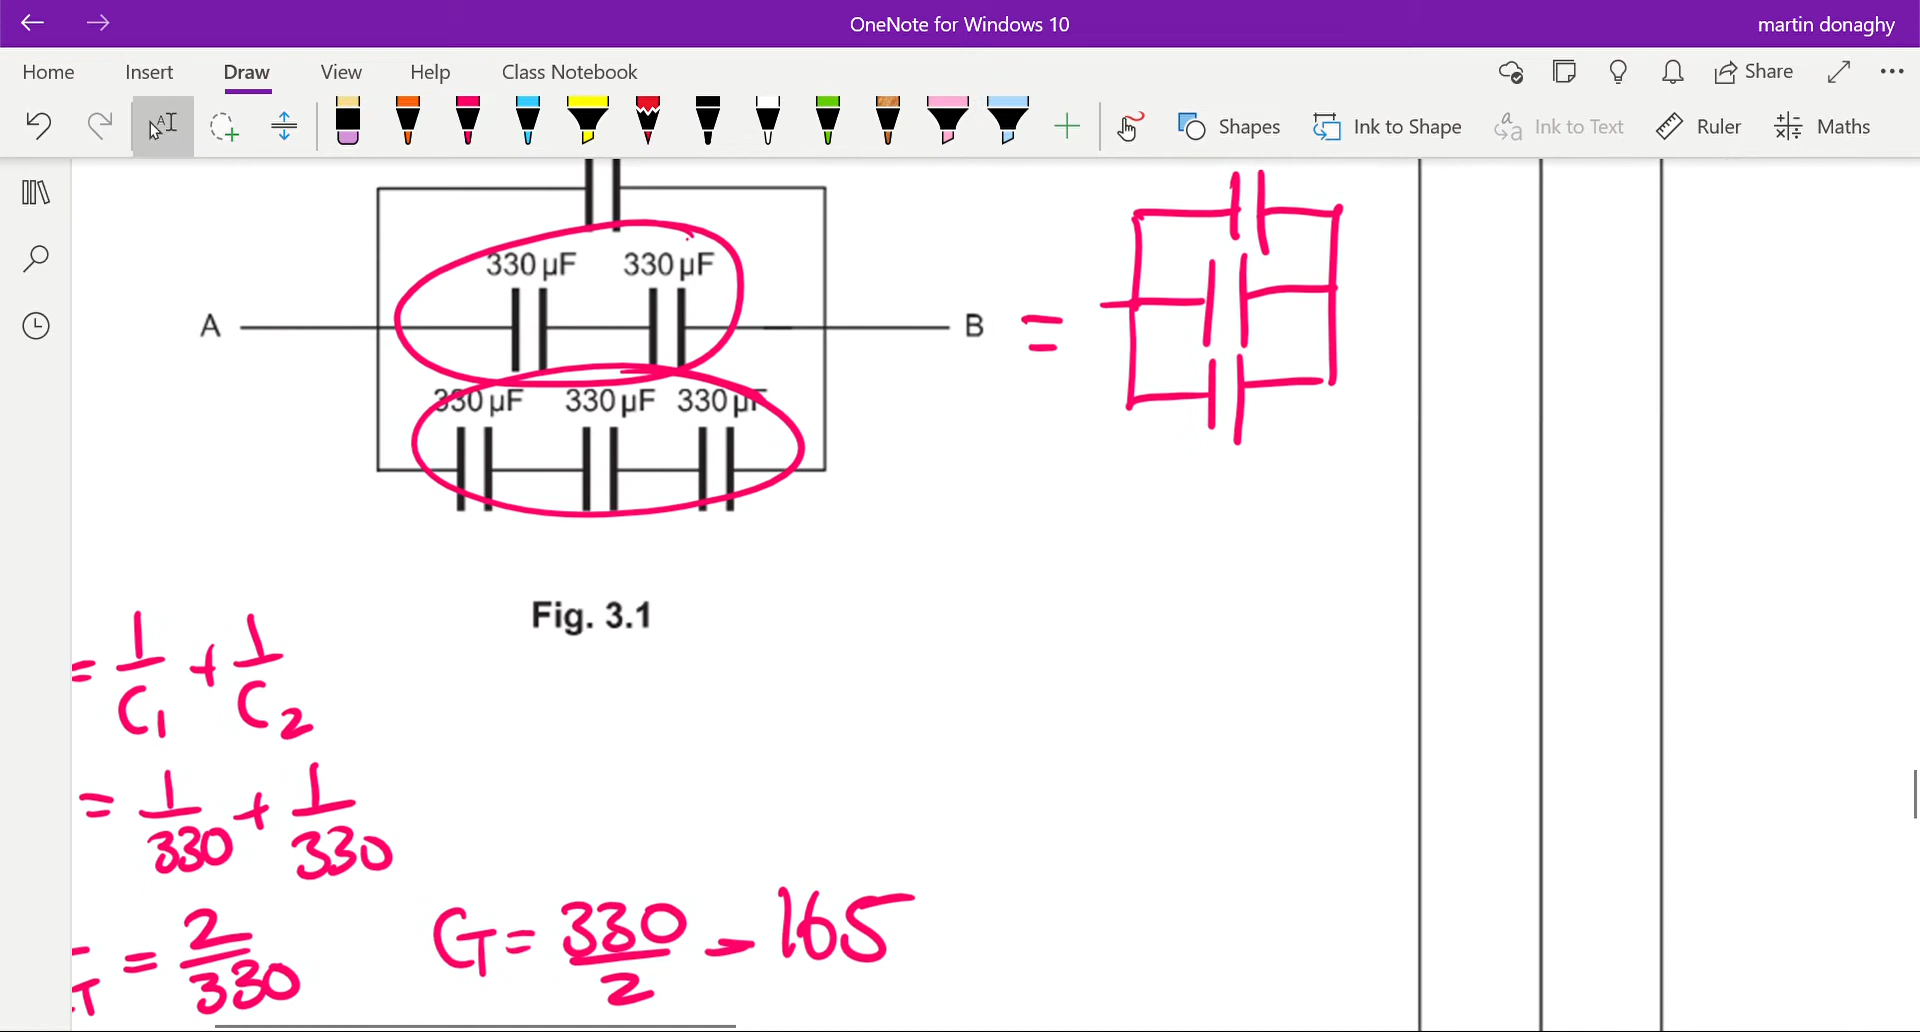 OneNote for Windows 10
martin donaghy
Home Insert Draw View Help Class Notebook
Share
Shapes Ink to Shape Ink to Text Ruler Maths
330 µF 330 µF
A B =
330 µF 330 µF 330 µF
Fig. 3.1
= 1/C1 + 1/C2
= 1/330 + 1/330
T = 2/330 CT = 330/2 = 165